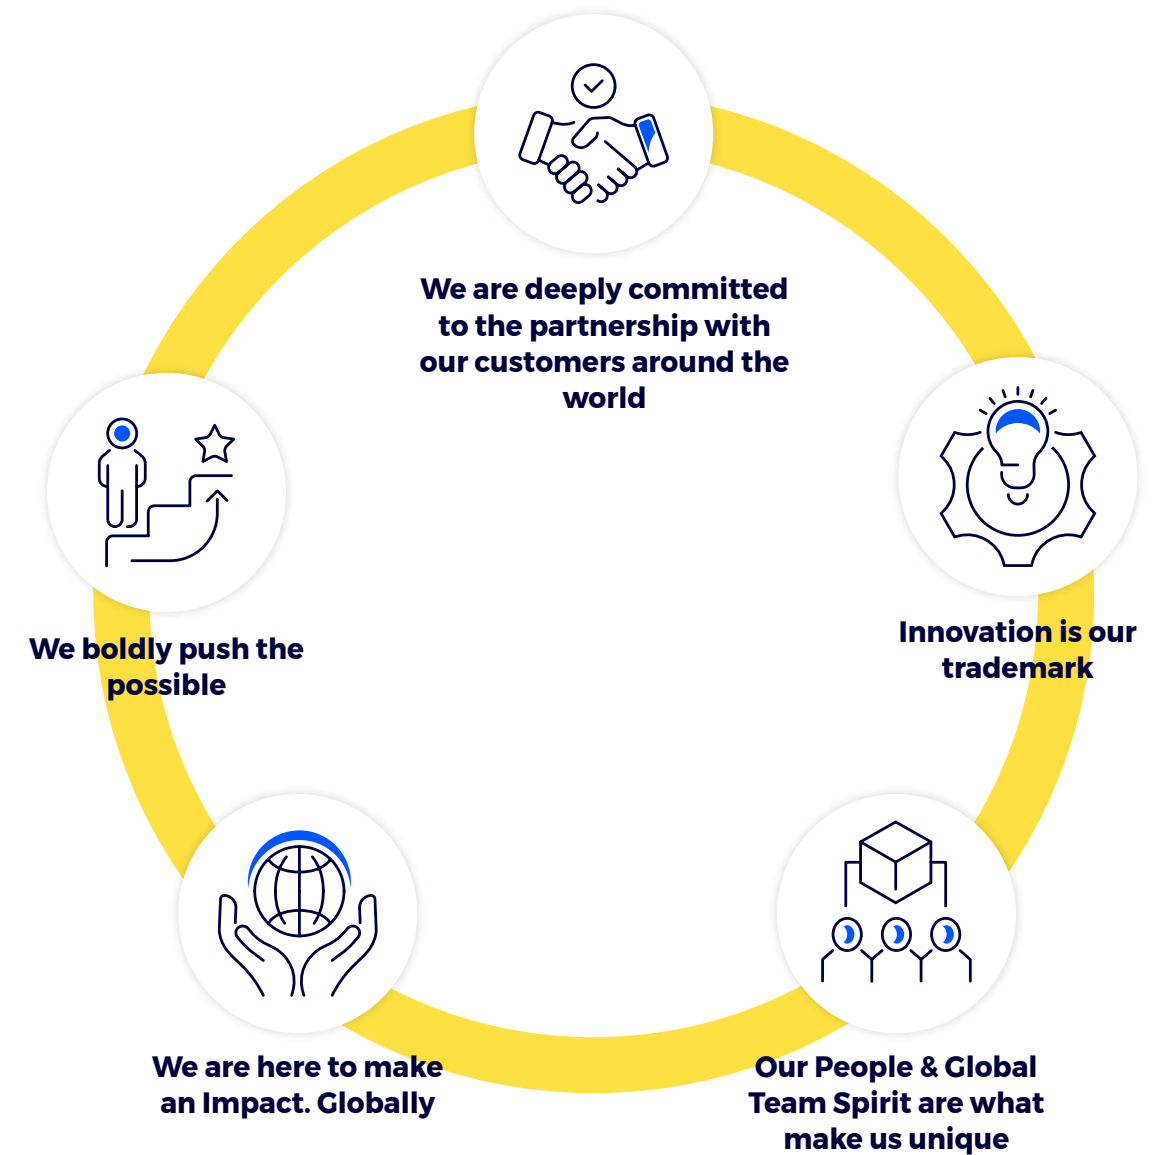 We are deeply committed
to the partnership with
our customers around the
world
Innovation is our
trademark
We boldly push the
possible
We are here to make
an Impact. Globally
Our People & Global
Team Spirit are what
make us unique